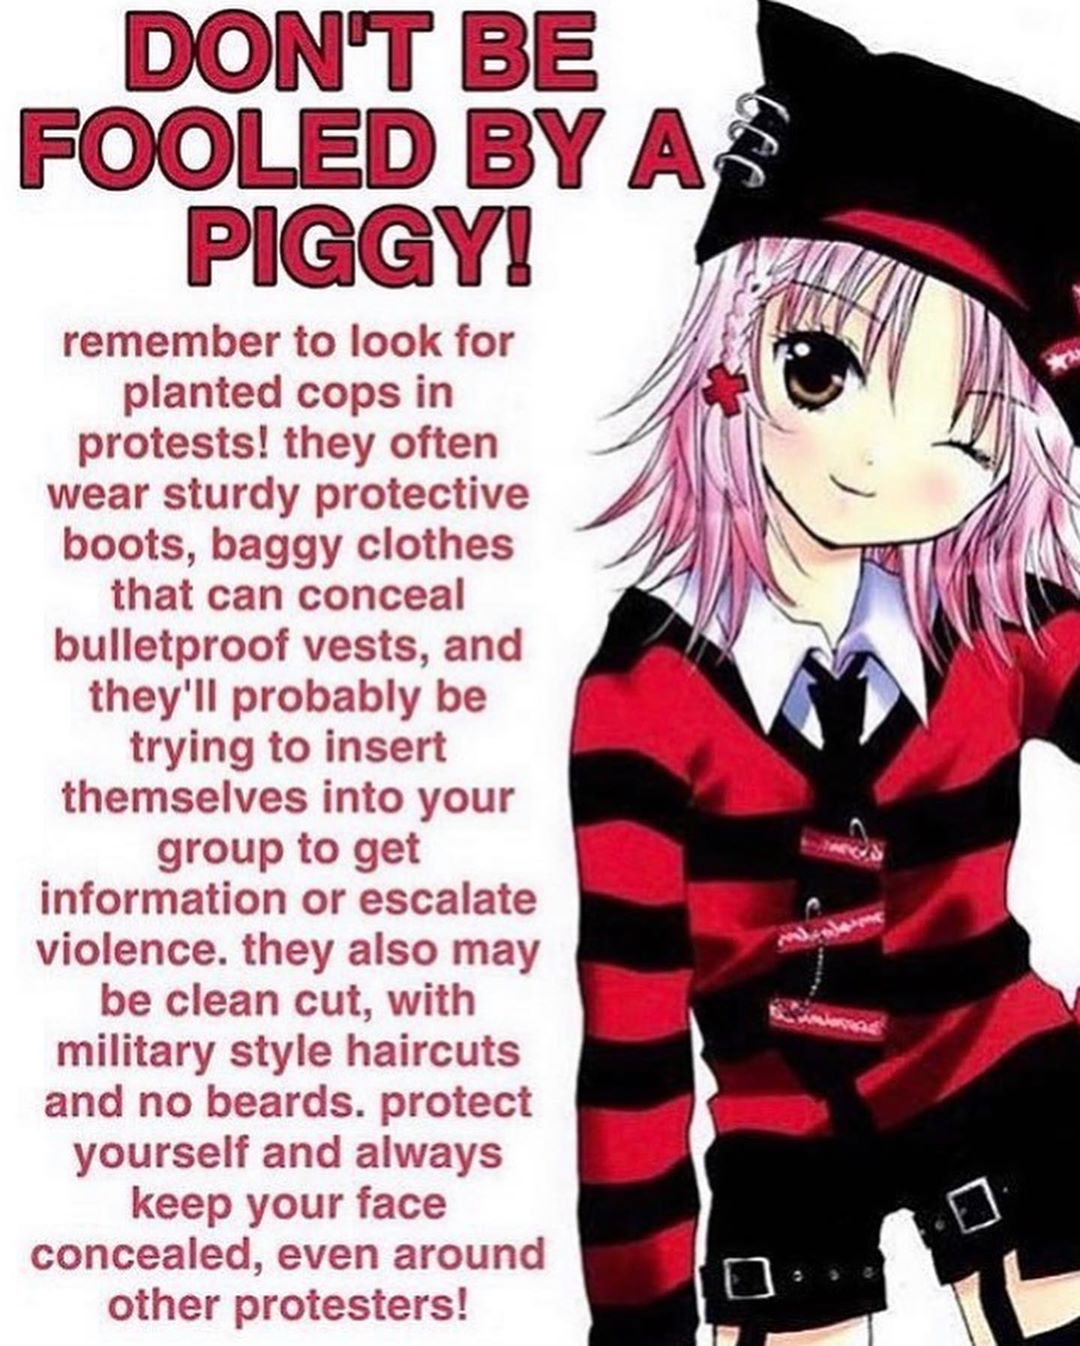 DON'T BE
FOOLED BY A
PIGGY!
remember to look for
planted cops in
protests! they often
wear sturdy protective
boots, baggy clothes
that can conceal
bulletproof vests, and
they'll probably be
trying to insert
themselves into your
group to get
information or escalate
violence. they also may
be clean cut, with
military style haircuts
and no beards. protect
yourself and always
keep your face
concealed, even around
other protesters!